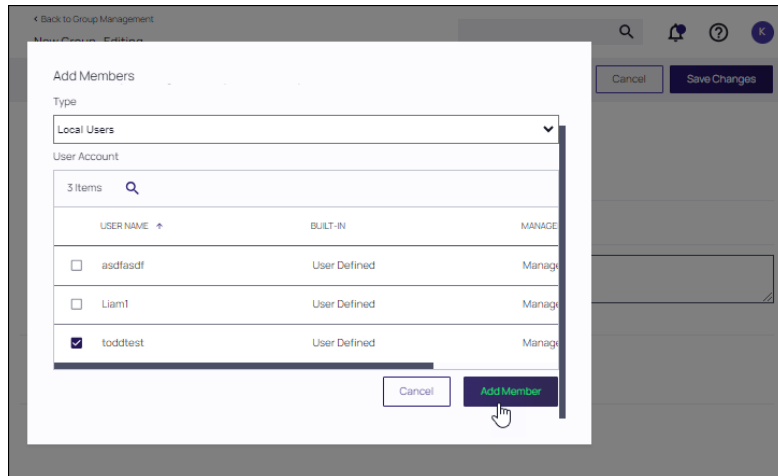 Back to Group Management
New Group Editing
K
Cancel
Save Changes
Add Members
Type
Local Users
User Account
3 Items
USER NAME
BUILT-IN
MANAGE
asdfasdf
User Defined
Manage
Liam1
User Defined
Manage
toddtest
User Defined
Manage
Cancel
Add Member